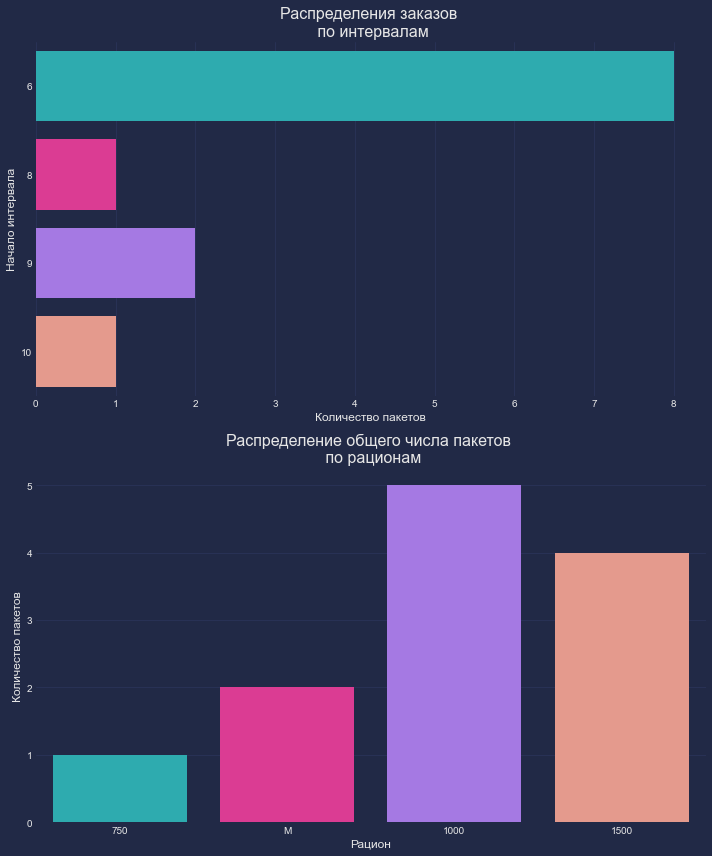 Распределения заказов
по интервалам
Начало интервала
6
8
9
10
0 1 2 3 4 5 6 7 8
Количество пакетов
Распределение общего числа пакетов
по рационам
Количество пакетов
5
4
3
2
1
0
750 M 1000 1500
Рацион